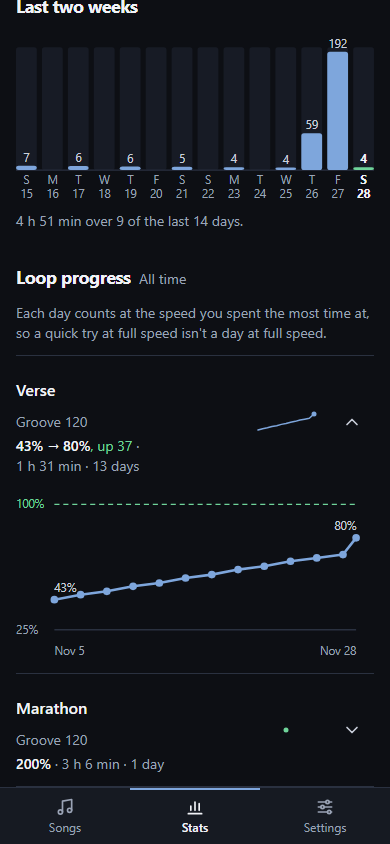 Last two weeks
192
59
7 6 6 5 4 4 4
S M T W T F S S M T W T F S
15 16 17 18 19 20 21 22 23 24 25 26 27 28
4 h 51 min over 9 of the last 14 days.
Loop progress All time
Each day counts at the speed you spent the most time at,
so a quick try at full speed isn't a day at full speed.
Verse
Groove 120
43% → 80%, up 37 ·
1 h 31 min · 13 days
100%
80%
43%
25%
Nov 5 Nov 28
Marathon
Groove 120
200% · 3 h 6 min · 1 day
Songs Stats Settings